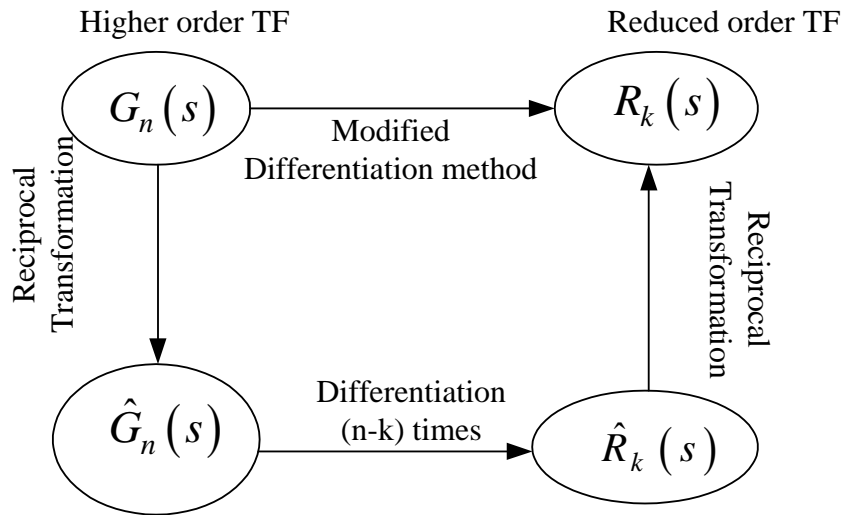 Higher order TF
Reduced order TF
G_n(s)
R_k(s)
Modified
Differentiation method
Reciprocal
Transformation
Reciprocal
Transformation
Differentiation
(n-k) times
Ĝ_n(s)
R̂_k(s)